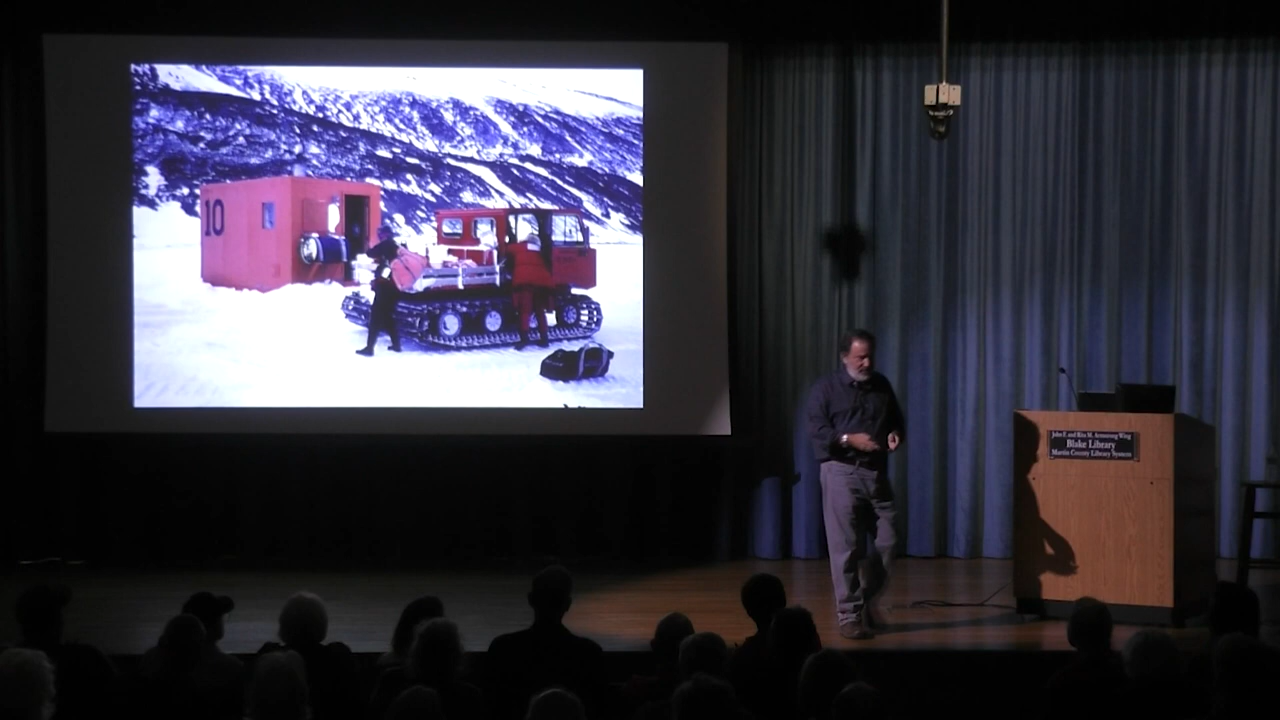 10
John F. and Rita M. Armstrong Wing
Blake Library
Martin County Library System